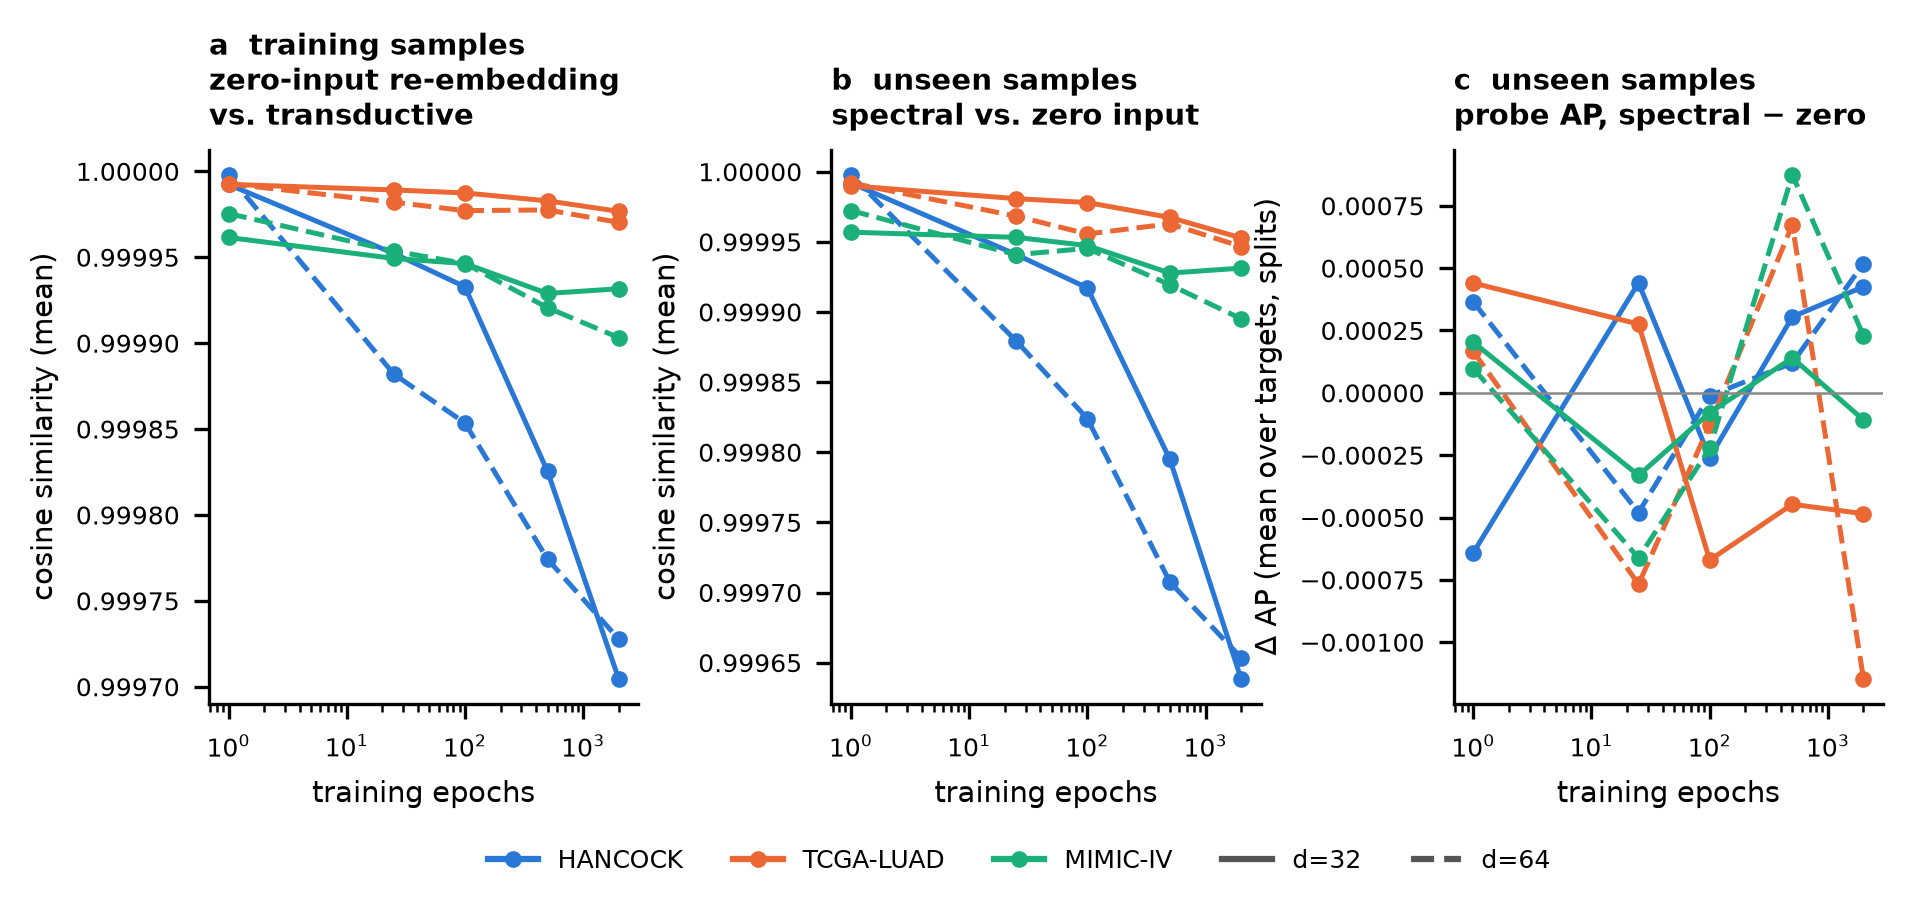 a  training samples
zero-input re-embedding
vs. transductive
b  unseen samples
spectral vs. zero input
c  unseen samples
probe AP, spectral − zero
cosine similarity (mean)
1.00000
0.99995
0.99990
0.99985
0.99980
0.99975
0.99970
10⁰
10¹
10²
10³
training epochs
cosine similarity (mean)
1.00000
0.99995
0.99990
0.99985
0.99980
0.99975
0.99970
0.99965
10⁰
10¹
10²
10³
training epochs
Δ AP (mean over targets, splits)
0.00075
0.00050
0.00025
0.00000
−0.00025
−0.00050
−0.00075
−0.00100
10⁰
10¹
10²
10³
training epochs
HANCOCK
TCGA-LUAD
MIMIC-IV
d=32
d=64